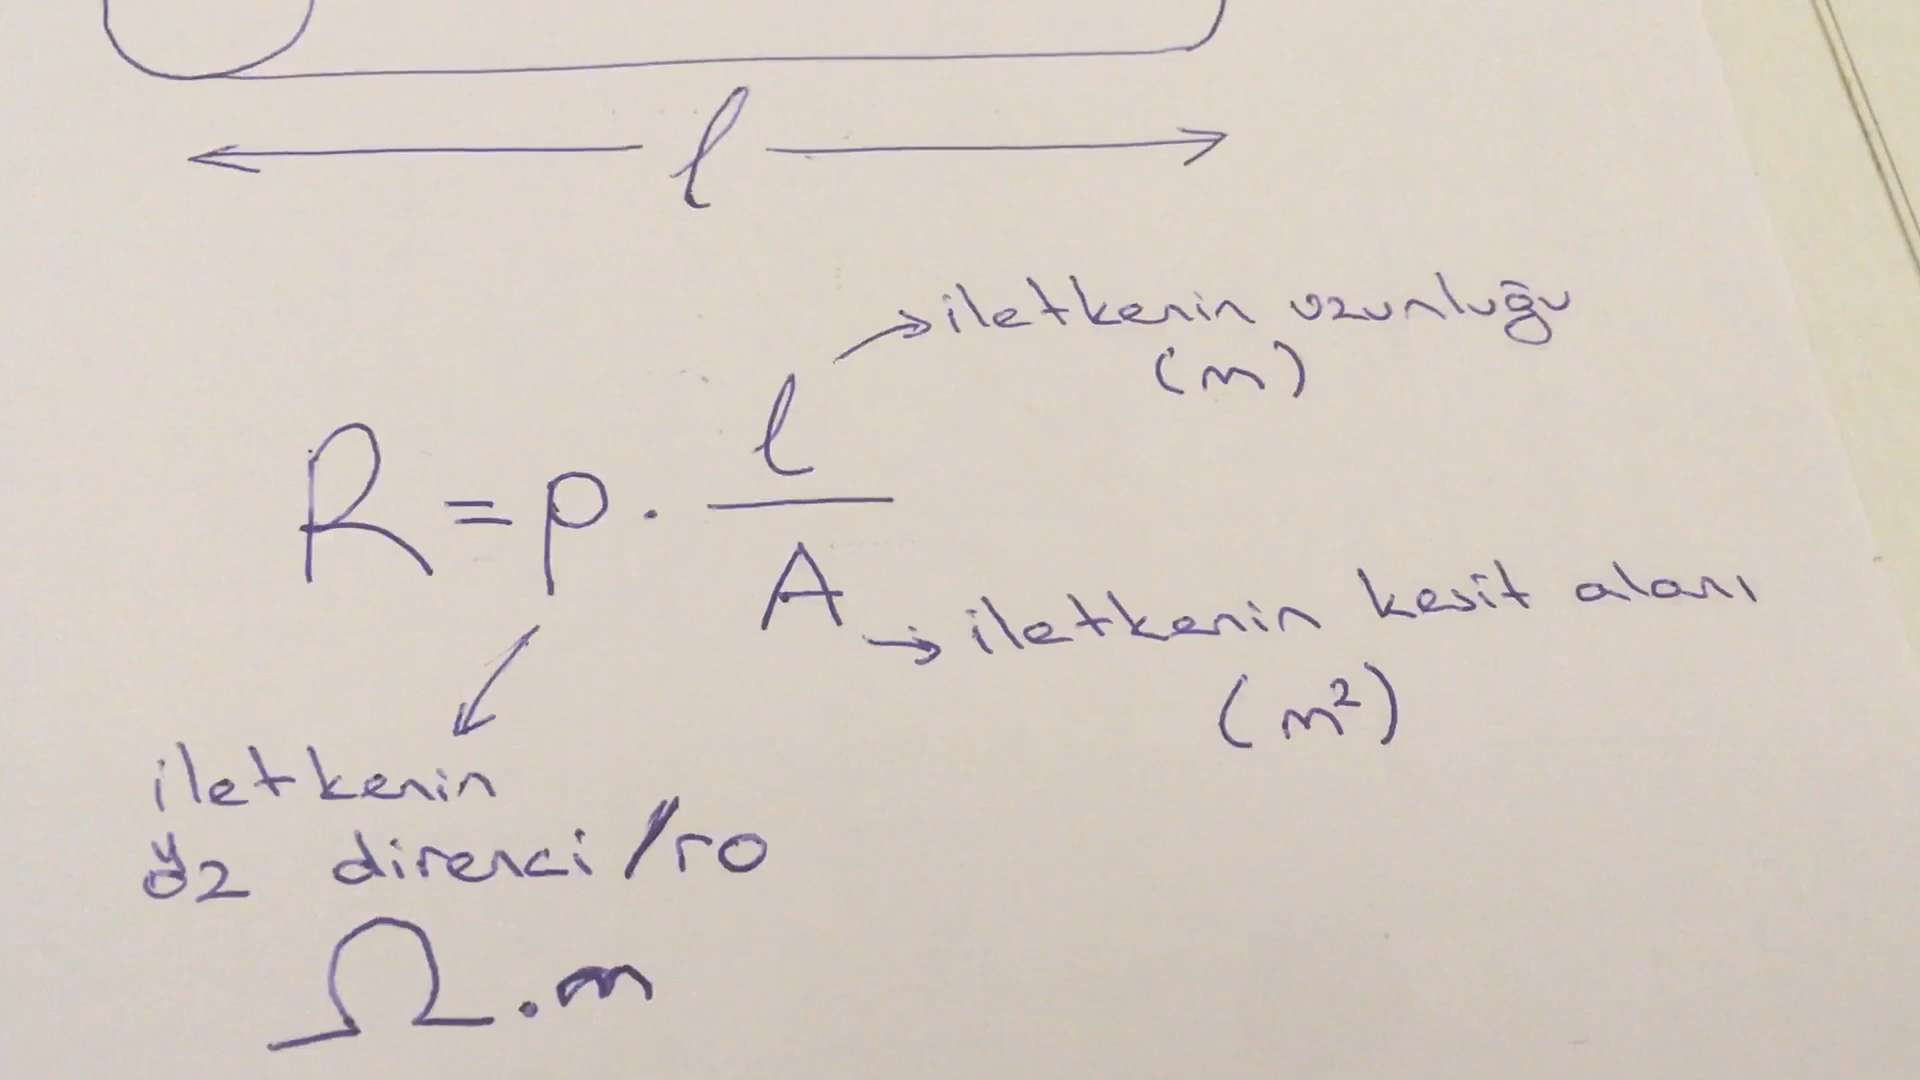 l
→iletkenin uzunluğu
(m)
R = ρ . l / A
→iletkenin kesit alanı
(m²)
iletkenin
öz direnci /ro
Ω.m